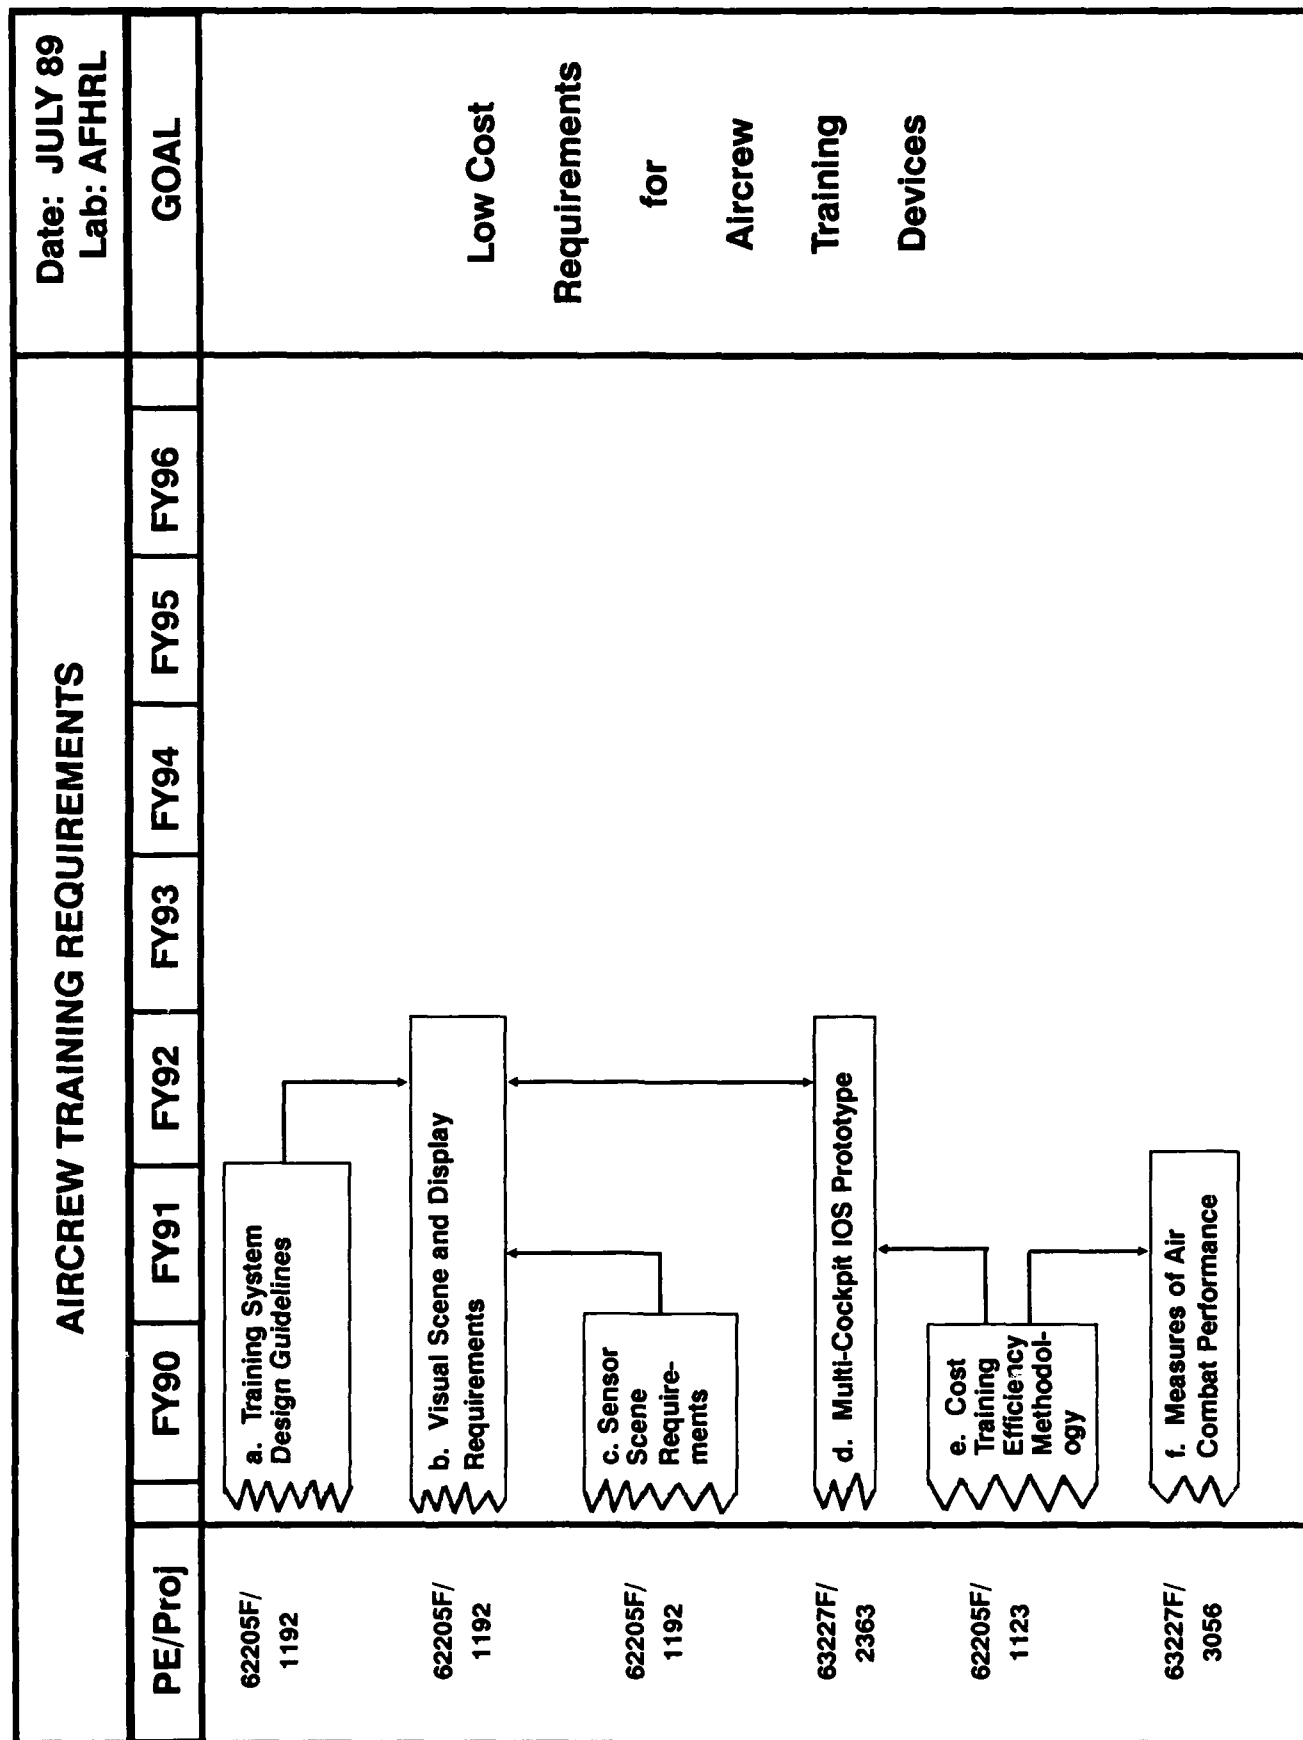 AIRCREW TRAINING REQUIREMENTS
Date: JULY 89
Lab: AFHRL
PE/Proj
FY90
FY91
FY92
FY93
FY94
FY95
FY96
GOAL
62205F/
1192
a. Training System
Design Guidelines
62205F/
1192
b. Visual Scene and Display
Requirements
62205F/
1192
c. Sensor
Scene
Require-
ments
63227F/
2363
d. Multi-Cockpit IOS Prototype
62205F/
1123
e. Cost
Training
Efficiency
Methodol-
ogy
63227F/
3056
f. Measures of Air
Combat Performance
Low Cost
Requirements
for
Aircrew
Training
Devices